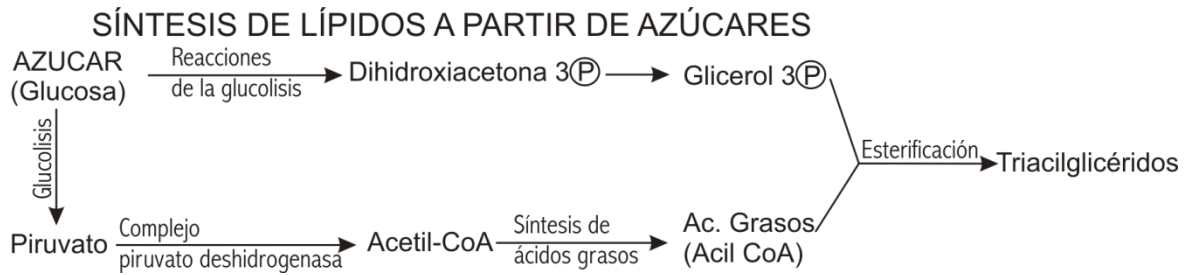 SÍNTESIS DE LÍPIDOS A PARTIR DE AZÚCARES
AZUCAR
(Glucosa)
Reacciones
de la glucolisis
Dihidroxiacetona 3Ⓟ
Glicerol 3Ⓟ
Glucolisis
Esterificación
Triacilglicéridos
Piruvato
Complejo
piruvato deshidrogenasa
Acetil-CoA
Síntesis de
ácidos grasos
Ac. Grasos
(Acil CoA)